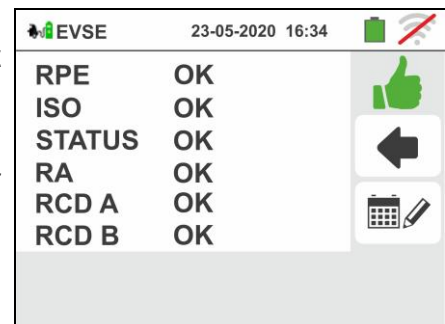 EVSE 23-05-2020 16:34
RPE OK
ISO OK
STATUS OK
RA OK
RCD A OK
RCD B OK